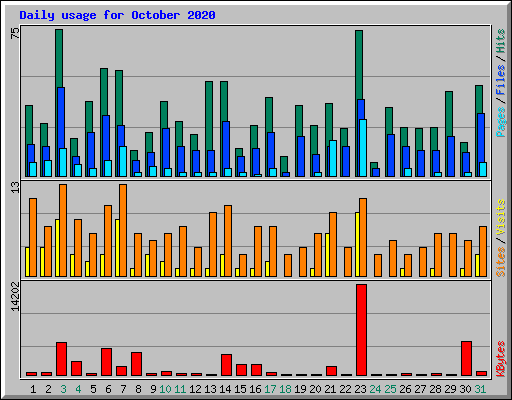 Daily usage for October 2020
75
Pages / Files / Hits
13
Sites / Visits
14202
KBytes
1 2 3 4 5 6 7 8 9 10 11 12 13 14 15 16 17 18 19 20 21 22 23 24 25 26 27 28 29 30 31